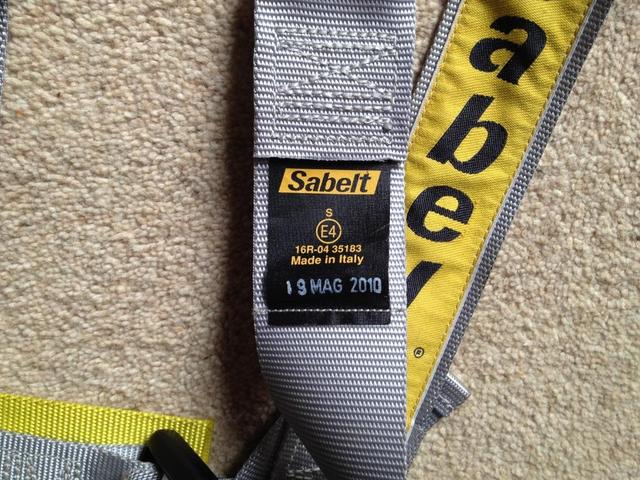 Sabelt
S
E4
16R-04 35183
Made in Italy
19 MAG 2010
abel
®